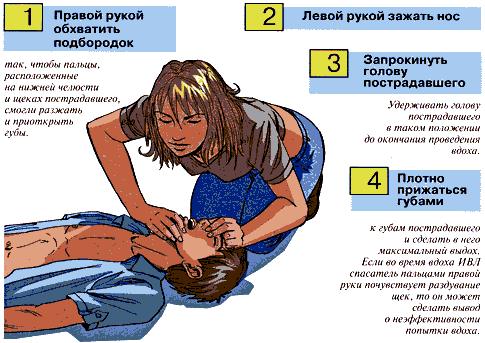 1
Правой рукой
обхватить
подбородок
так, чтобы пальцы,
расположенные
на нижней челюсти
и щеках пострадавшего,
смогли разжать
и приоткрыть
губы.
2
Левой рукой зажать нос
3
Запрокинуть
голову
пострадавшего
Удерживать голову
пострадавшего
в таком положении
до окончания проведения
вдоха.
4
Плотно
прижаться
губами
к губам пострадавшего
и сделать в него
максимальный выдох.
Если во время вдоха ИВЛ
спасатель пальцами правой
руки почувствует раздувание
щек, то он может
сделать вывод
о неэффективности
попытки вдоха.